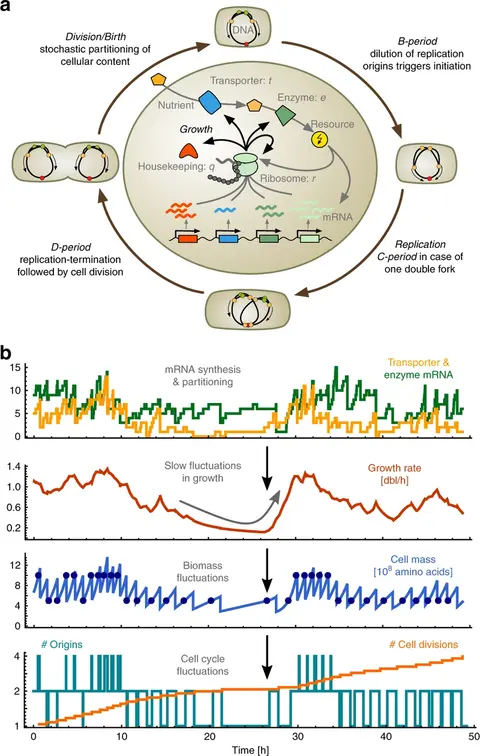 a
Division/Birth
stochastic partitioning of
cellular content
DNA
B-period
dilution of replication
origins triggers initiation
Transporter: t
Enzyme: e
Nutrient
Resource
Growth
Housekeeping: q
Ribosome: r
mRNA
D-period
replication-termination
followed by cell division
Replication
C-period in case of
one double fork
b
15
10
5
0
mRNA synthesis
& partitioning
Transporter &
enzyme mRNA
1.4
1.0
0.6
0.2
Slow fluctuations
in growth
Growth rate
[dbl/h]
12
8
4
0
Biomass
fluctuations
Cell mass
[10⁸ amino acids]
# Origins
Cell cycle
fluctuations
# Cell divisions
4
2
1
0 10 20 30 40 50
Time [h]